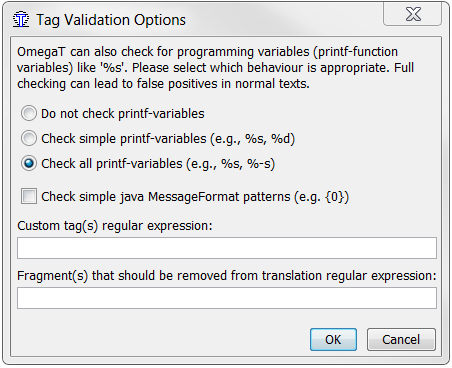 Tag Validation Options
OmegaT can also check for programming variables (printf-function
variables) like '%s'. Please select which behaviour is appropriate. Full
checking can lead to false positives in normal texts.
Do not check printf-variables
Check simple printf-variables (e.g., %s, %d)
Check all printf-variables (e.g., %s, %-s)
Check simple java MessageFormat patterns (e.g. {0})
Custom tag(s) regular expression:
Fragment(s) that should be removed from translation regular expression:
OK Cancel